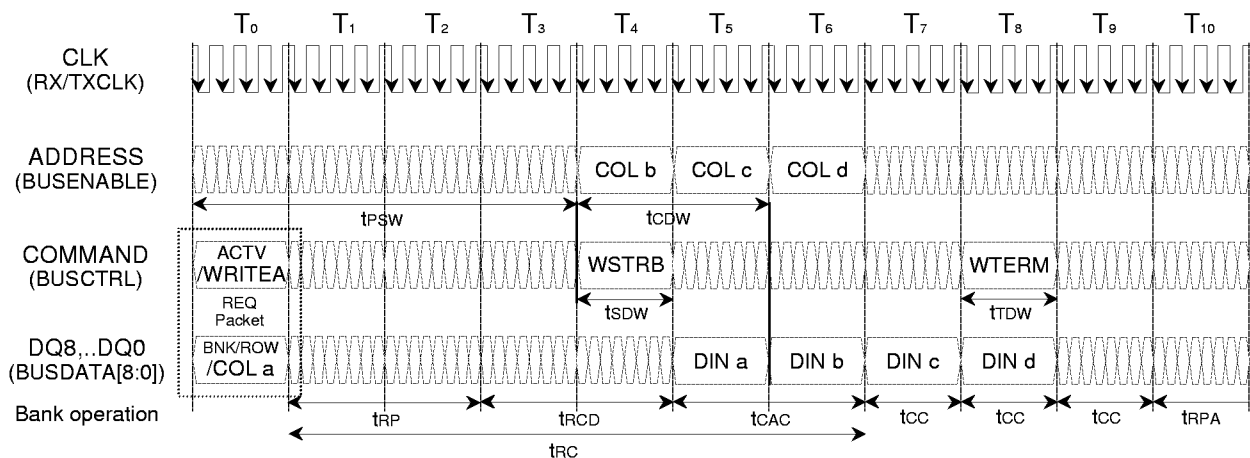 T0 T1 T2 T3 T4 T5 T6 T7 T8 T9 T10
CLK
(RX/TXCLK)
ADDRESS
(BUSENABLE)
COL b COL c COL d
tPSW tCDW
COMMAND
(BUSCTRL)
ACTV
/WRITEA
WSTRB WTERM
REQ
Packet
tSDW tTDW
DQ8,..DQ0
(BUSDATA[8:0])
BNK/ROW
/COL a
DIN a DIN b DIN c DIN d
Bank operation
tRP tRCD tCAC tCC tCC tCC tRPA
tRC